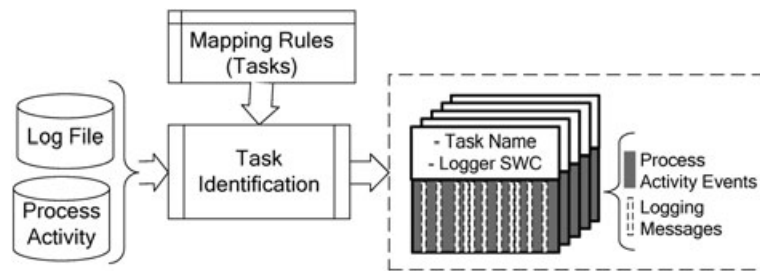 Mapping Rules
(Tasks)
Log File
Process
Activity
Task
Identification
- Task Name
- Logger SWC
Process
Activity Events
Logging
Messages